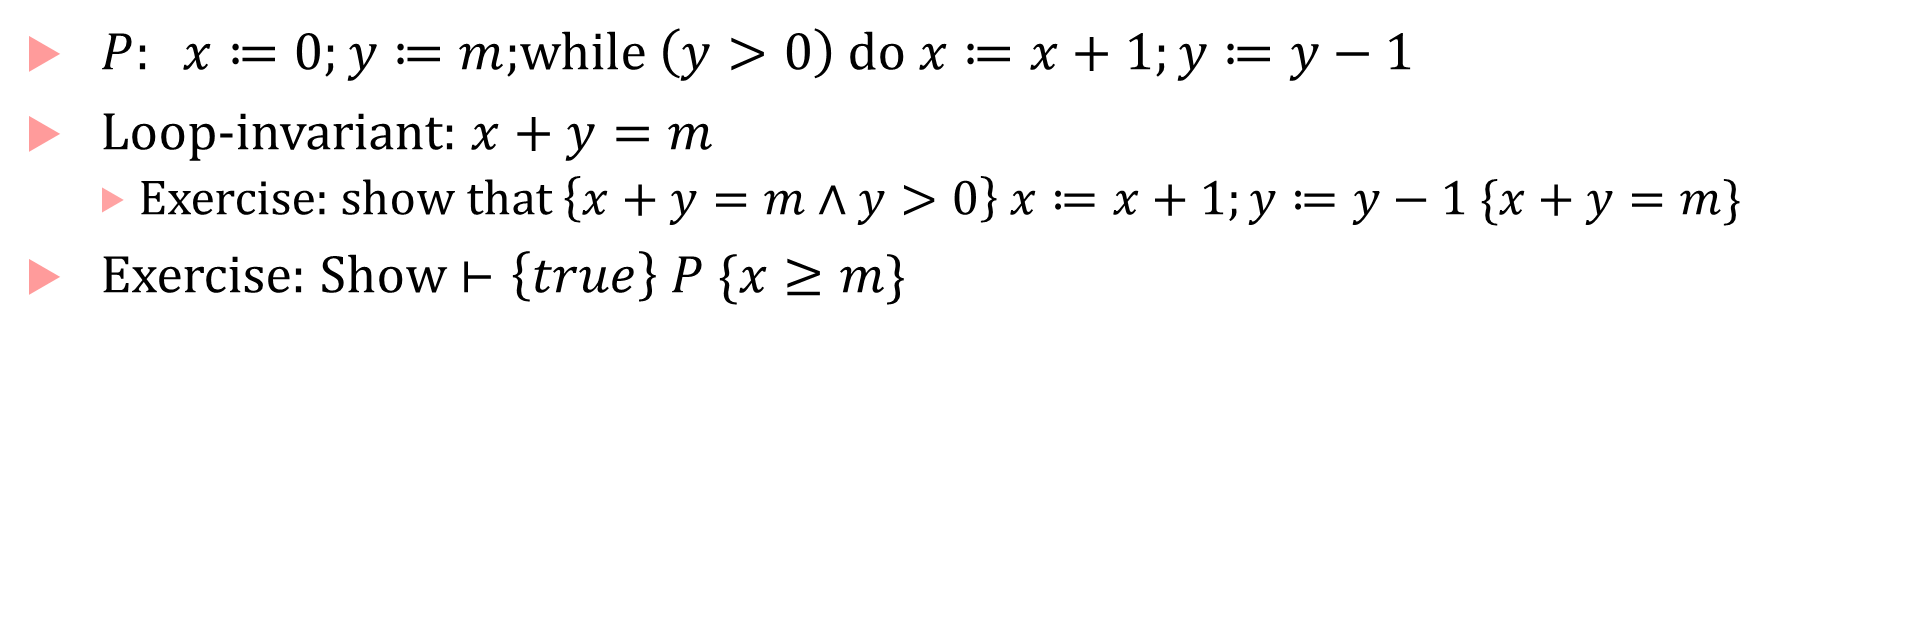 P: x := 0; y := m;while (y > 0) do x := x + 1; y := y − 1
Loop-invariant: x + y = m
Exercise: show that {x + y = m ∧ y > 0} x := x + 1; y := y − 1 {x + y = m}
Exercise: Show ⊢ {true} P {x ≥ m}